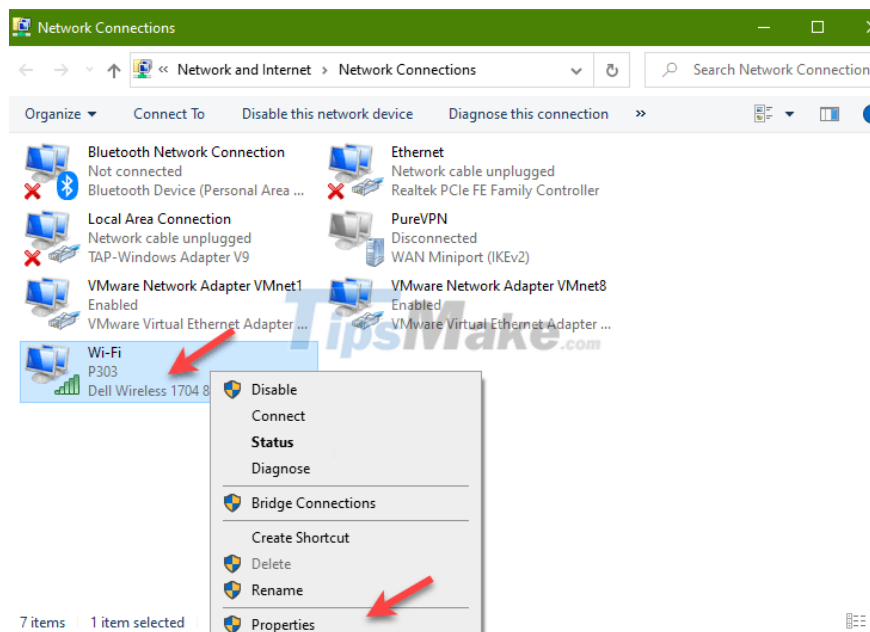 Network Connections
« Network and Internet › Network Connections
Search Network Connection
Organize
Connect To
Disable this network device
Diagnose this connection
»
Bluetooth Network Connection
Not connected
Bluetooth Device (Personal Area ...
Ethernet
Network cable unplugged
Realtek PCIe FE Family Controller
Local Area Connection
Network cable unplugged
TAP-Windows Adapter V9
PureVPN
Disconnected
WAN Miniport (IKEv2)
VMware Network Adapter VMnet1
Enabled
VMware Virtual Ethernet Adapter ...
VMware Network Adapter VMnet8
Enabled
VMware Virtual Ethernet Adapter ...
TipsMake.com
Wi-Fi
P303
Dell Wireless 1704 8
Disable
Connect
Status
Diagnose
Bridge Connections
Create Shortcut
Delete
Rename
Properties
7 items
1 item selected